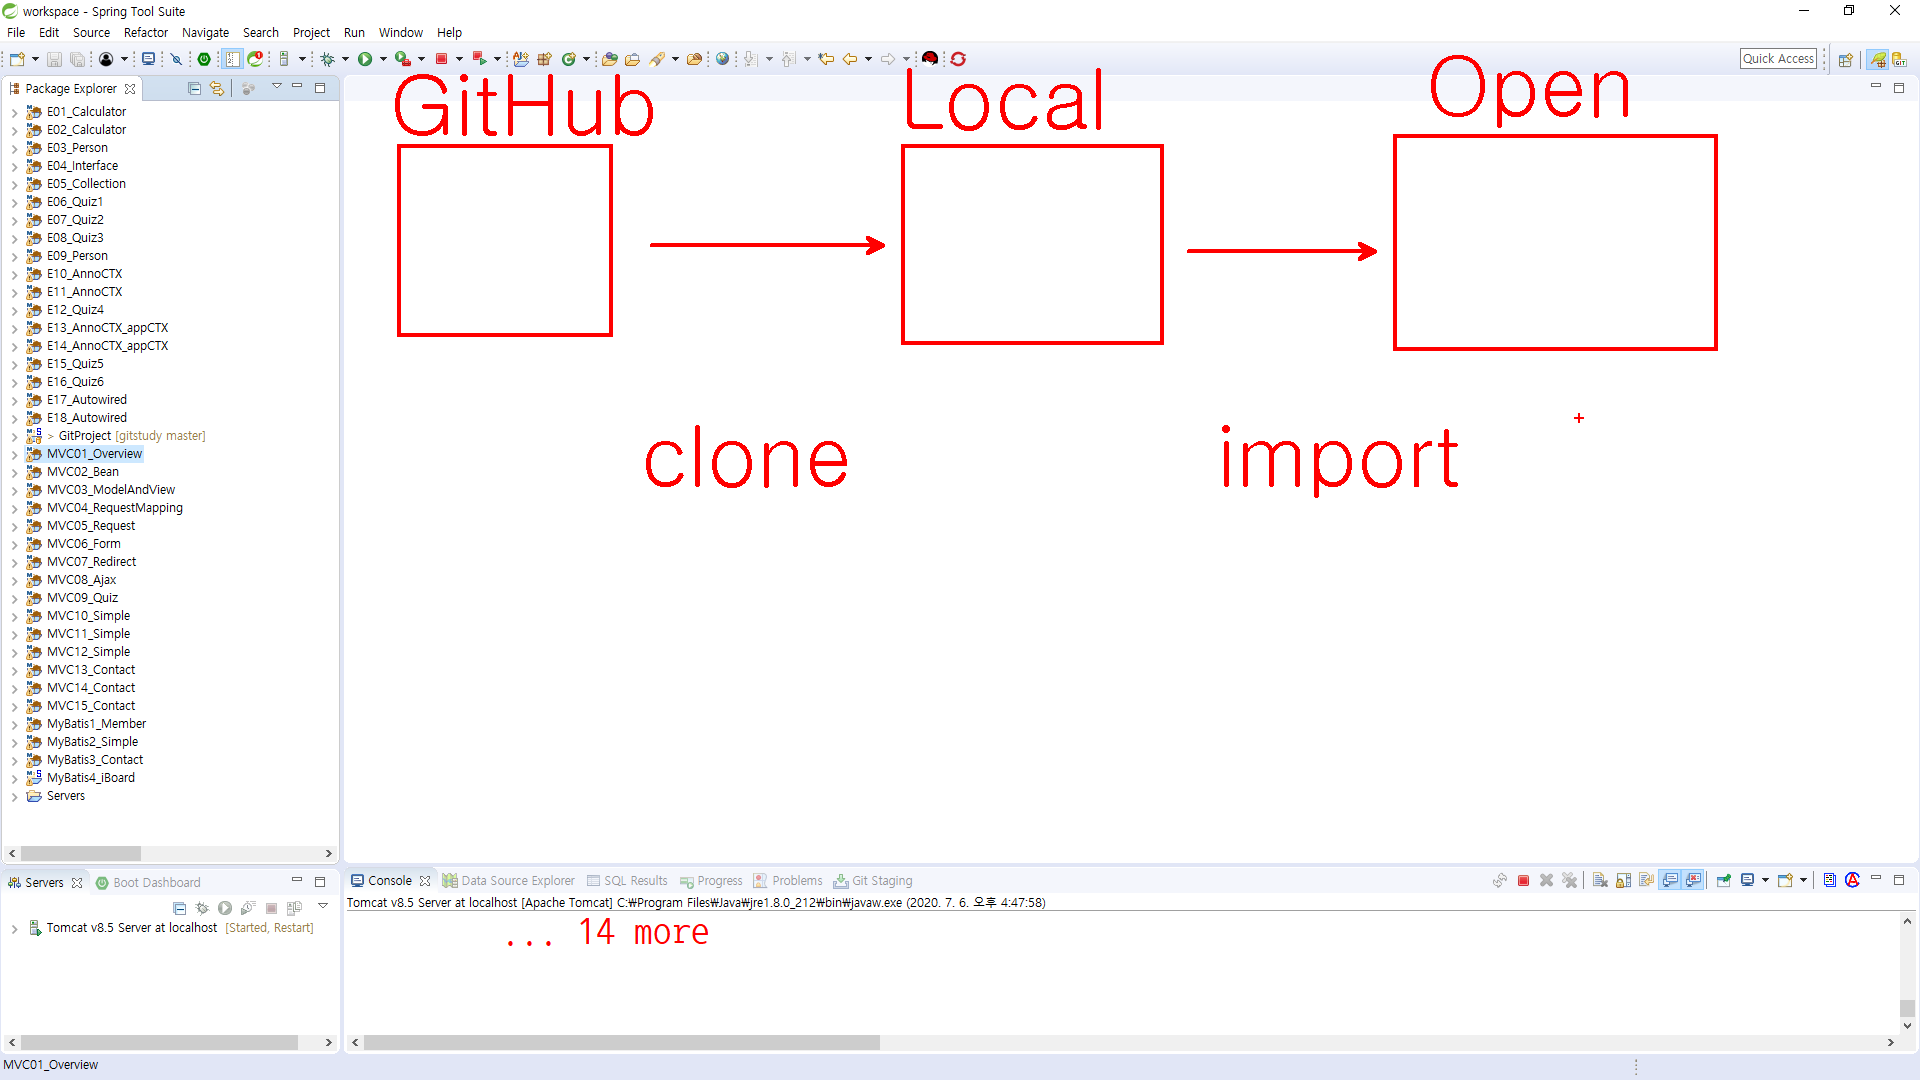 workspace - Spring Tool Suite
File Edit Source Refactor Navigate Search Project Run Window Help
Quick Access
Package Explorer
E01_Calculator
E02_Calculator
E03_Person
E04_Interface
E05_Collection
E06_Quiz1
E07_Quiz2
E08_Quiz3
E09_Person
E10_AnnoCTX
E11_AnnoCTX
E12_Quiz4
E13_AnnoCTX_appCTX
E14_AnnoCTX_appCTX
E15_Quiz5
E16_Quiz6
E17_Autowired
E18_Autowired
> GitProject [gitstudy master]
MVC01_Overview
MVC02_Bean
MVC03_ModelAndView
MVC04_RequestMapping
MVC05_Request
MVC06_Form
MVC07_Redirect
MVC08_Ajax
MVC09_Quiz
MVC10_Simple
MVC11_Simple
MVC12_Simple
MVC13_Contact
MVC14_Contact
MVC15_Contact
MyBatis1_Member
MyBatis2_Simple
MyBatis3_Contact
MyBatis4_iBoard
Servers
GitHub Local Open
clone import
Servers Boot Dashboard
Tomcat v8.5 Server at localhost [Started, Restart]
Console Data Source Explorer SQL Results Progress Problems Git Staging
Tomcat v8.5 Server at localhost [Apache Tomcat] C:₩Program Files₩Java₩jre1.8.0_212₩bin₩javaw.exe (2020. 7. 6. 오후 4:47:58)
... 14 more
MVC01_Overview